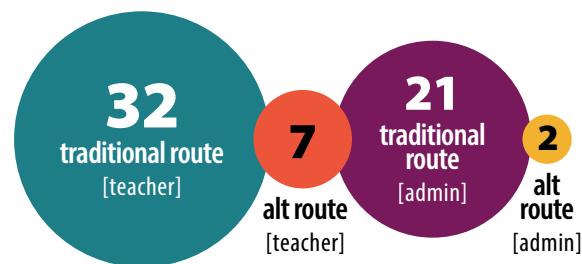 32
traditional route
[teacher]
7
alt route
[teacher]
21
traditional
route
[admin]
2
alt
route
[admin]